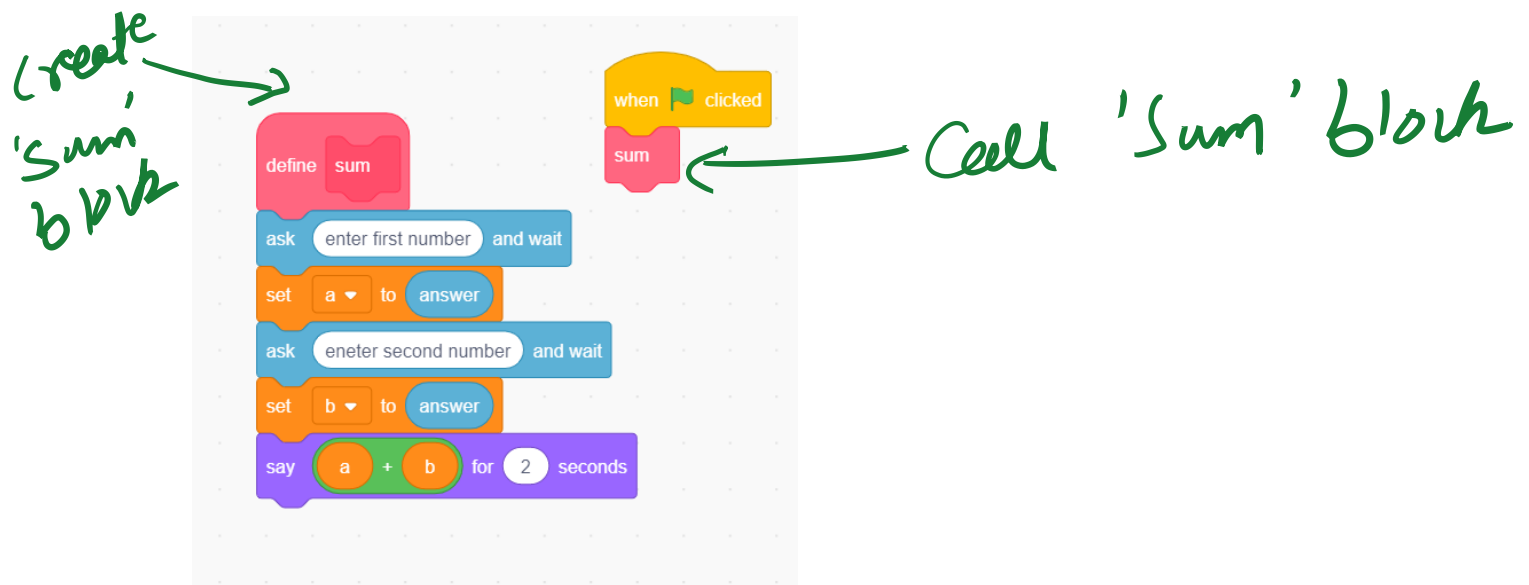 Create
'sum'
block
define sum
ask enter first number and wait
set a to answer
ask eneter second number and wait
set b to answer
say a + b for 2 seconds
when clicked
sum
Call 'Sum' block